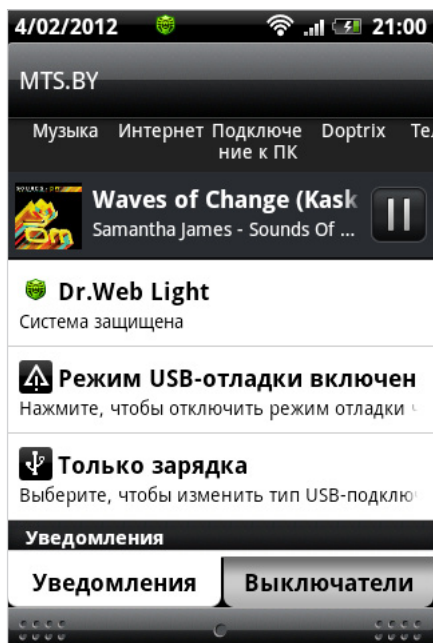 4/02/2012 21:00
MTS.BY
Музыка Интернет Подключе Doptrix Те
ние к ПК
Waves of Change (Kask
Samantha James - Sounds Of ...
Dr.Web Light
Система защищена
Режим USB-отладки включен
Нажмите, чтобы отключить режим отладки
Только зарядка
Выберите, чтобы изменить тип USB-подклю
Уведомления
Уведомления Выключатели